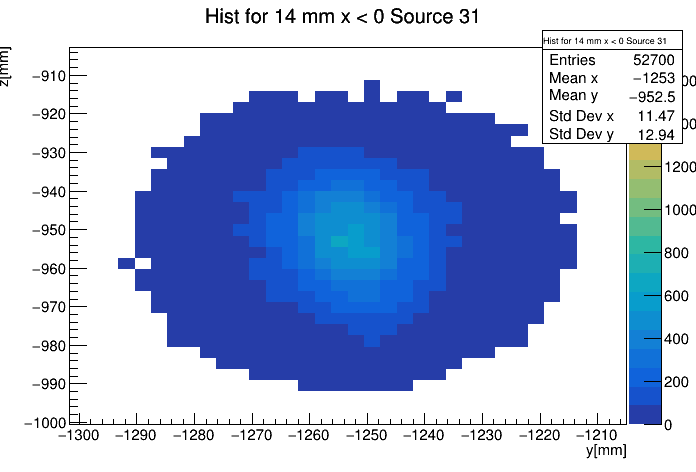 Hist for 14 mm x < 0 Source 31
Hist for 14 mm x < 0 Source 31
Entries 52700
Mean x −1253
Mean y −952.5
Std Dev x 11.47
Std Dev y 12.94
z[mm]
−910
−920
−930
−940
−950
−960
−970
−980
−990
−1000
−1300 −1290 −1280 −1270 −1260 −1250 −1240 −1230 −1220 −1210
y[mm]
1200
1000
800
600
400
200
0